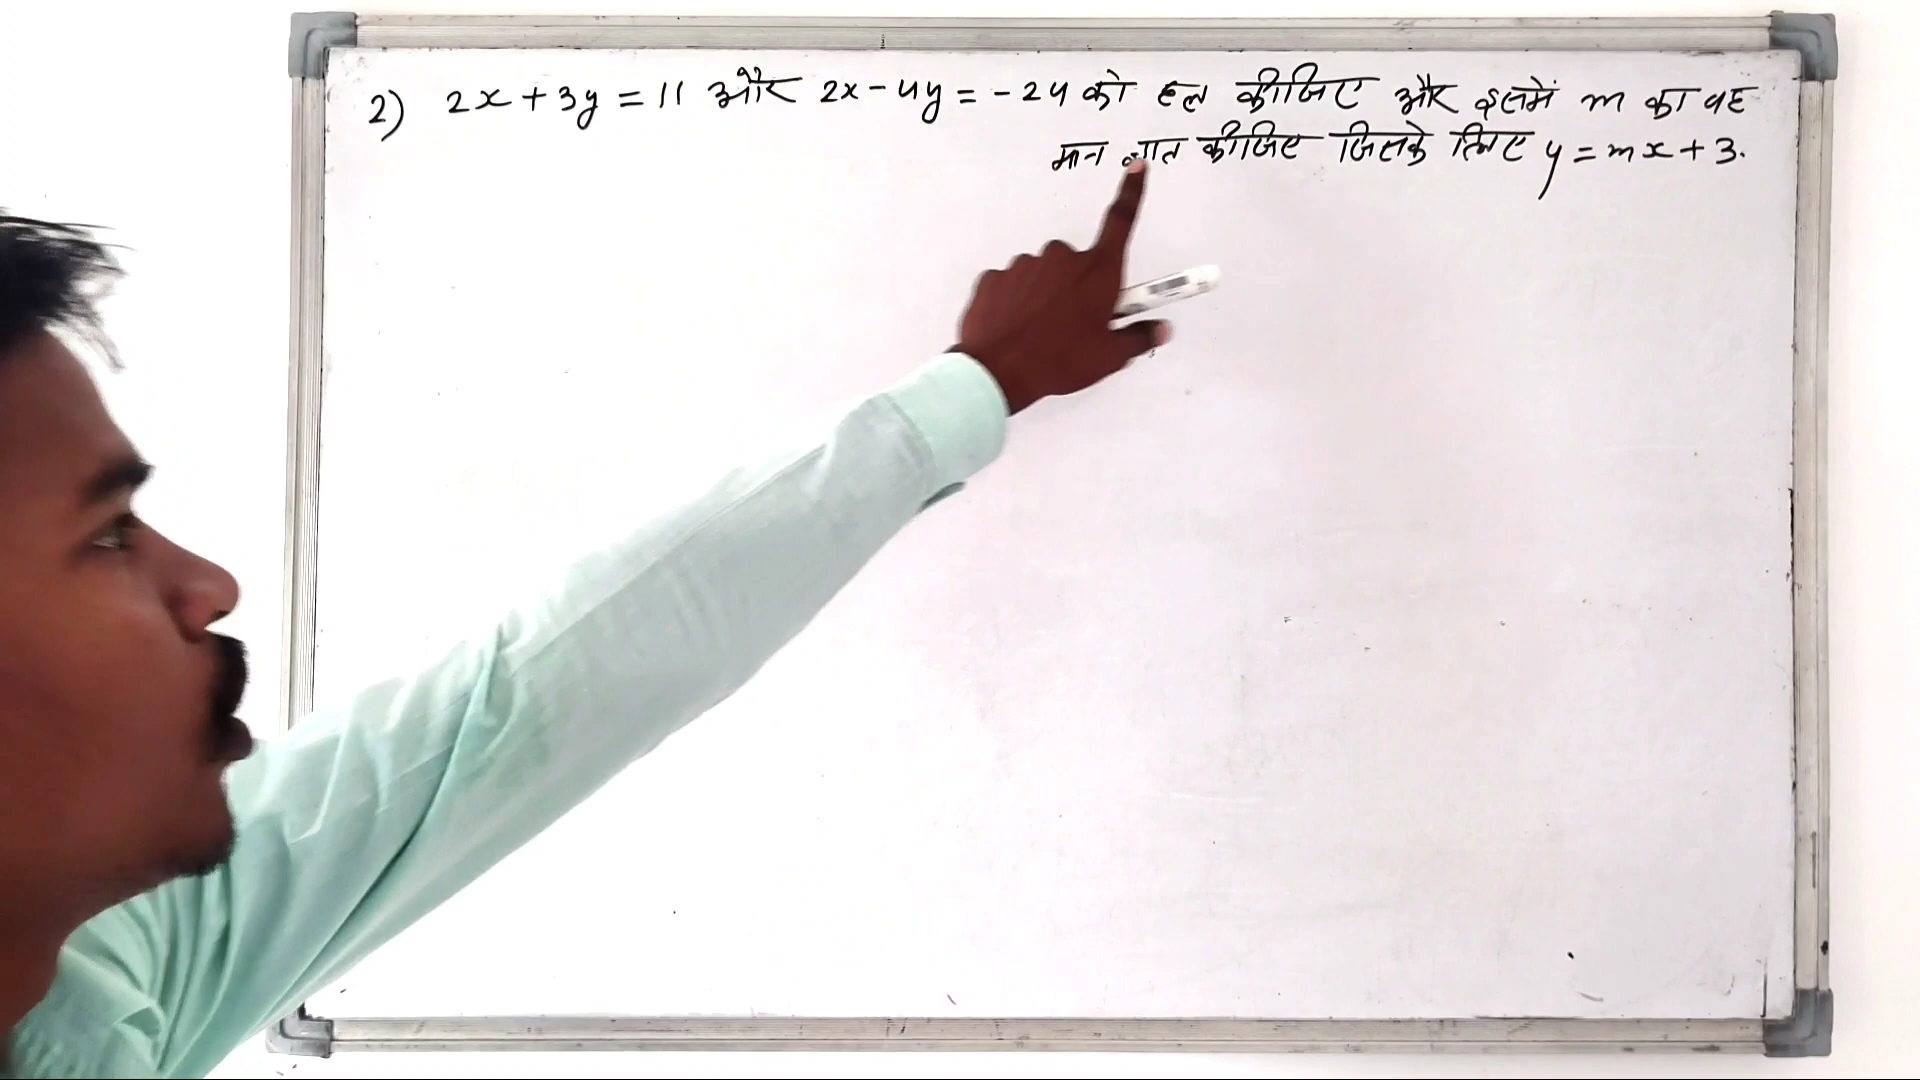 2) 2x + 3y = 11 और 2x - 4y = - 24 को हल कीजिए और इसमें m का वह
मान ज्ञात कीजिए जिसके लिए y = mx + 3.